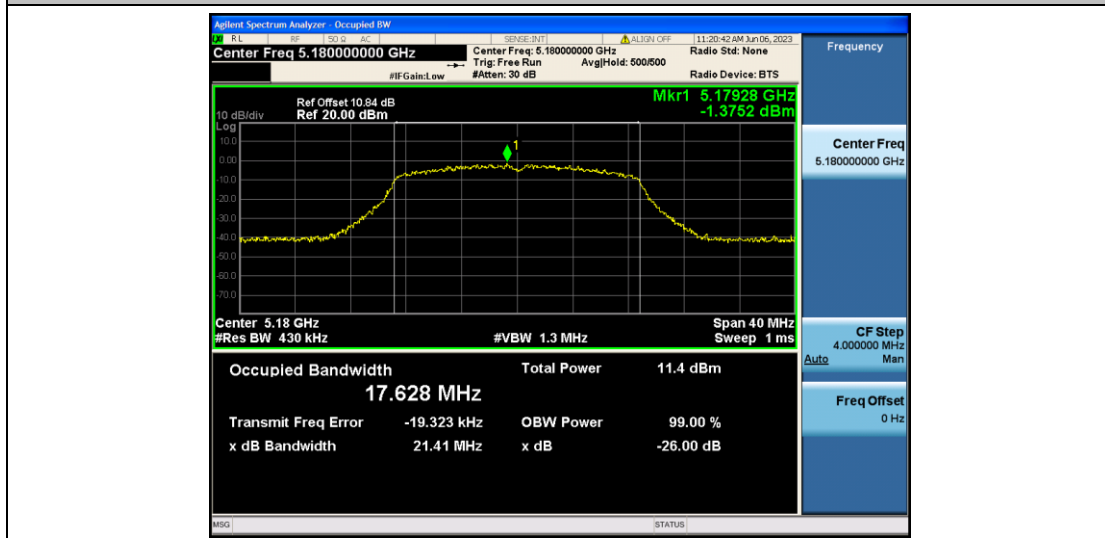 Agilent Spectrum Analyzer - Occupied BW
RL RF 50 Ω AC SENSE:INT ALIGN OFF 11:20:42 AM Jun 06, 2023
Center Freq 5.180000000 GHz Center Freq: 5.180000000 GHz Radio Std: None
Trig: Free Run Avg|Hold: 500/500
#IFGain:Low #Atten: 30 dB Radio Device: BTS
Frequency
Mkr1 5.17928 GHz
-1.3752 dBm
Ref Offset 10.84 dB
10 dB/div Ref 20.00 dBm
Log
10.0
0.00
-10.0
-20.0
-30.0
-40.0
-50.0
-60.0
-70.0
1
Center Freq
5.180000000 GHz
Center 5.18 GHz Span 40 MHz
#Res BW 430 kHz #VBW 1.3 MHz Sweep 1 ms
CF Step
4.000000 MHz
Auto Man
Occupied Bandwidth Total Power 11.4 dBm
17.628 MHz
Freq Offset
0 Hz
Transmit Freq Error -19.323 kHz OBW Power 99.00 %
x dB Bandwidth 21.41 MHz x dB -26.00 dB
MSG STATUS